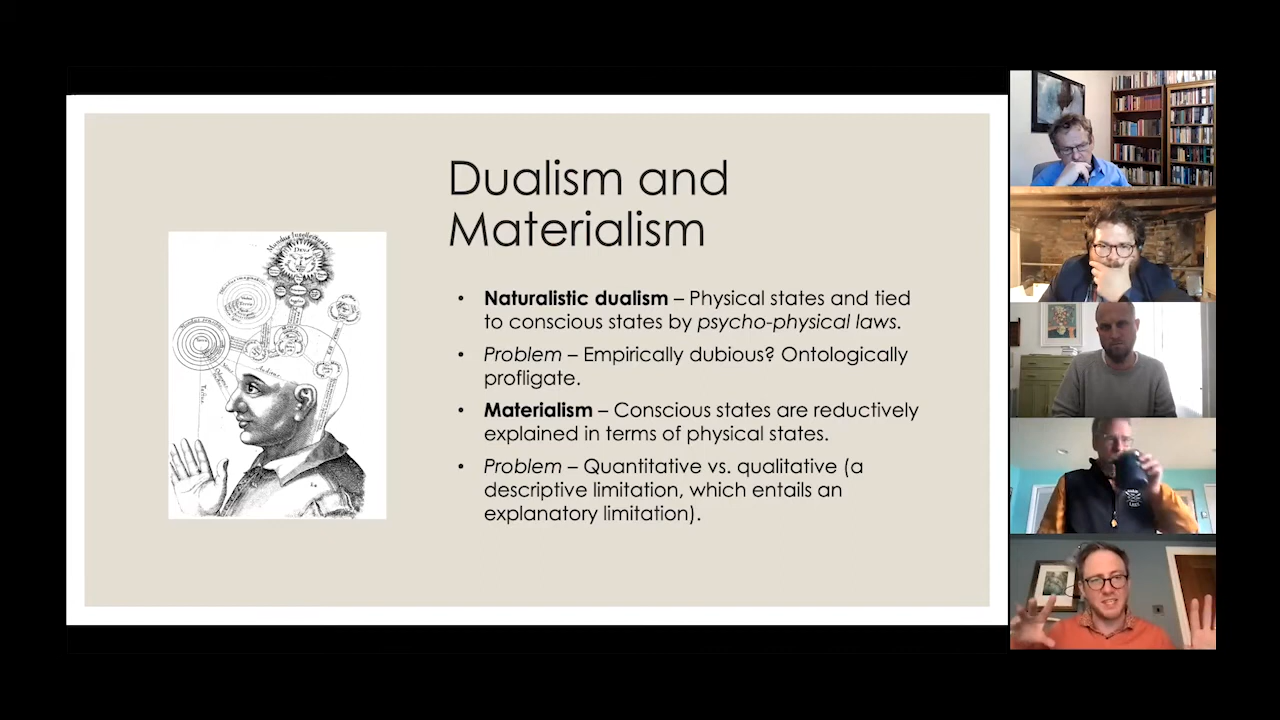 Dualism and
Materialism
• Naturalistic dualism – Physical states and tied
to conscious states by psycho-physical laws.
• Problem – Empirically dubious? Ontologically
profligate.
• Materialism – Conscious states are reductively
explained in terms of physical states.
• Problem – Quantitative vs. qualitative (a
descriptive limitation, which entails an
explanatory limitation).